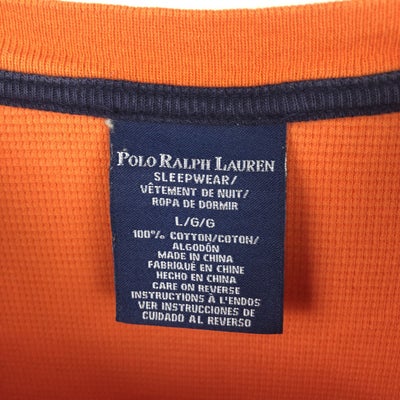 POLO RALPH LAUREN
SLEEPWEAR/
VÊTEMENT DE NUIT/
ROPA DE DORMIR
L/G/G
100% COTTON/COTON/
ALGODÓN
MADE IN CHINA
FABRIQUÉ EN CHINE
HECHO EN CHINA
CARE ON REVERSE
INSTRUCTIONS À L'ENDOS
VER INSTRUCCIONES DE
CUIDADO AL REVERSO